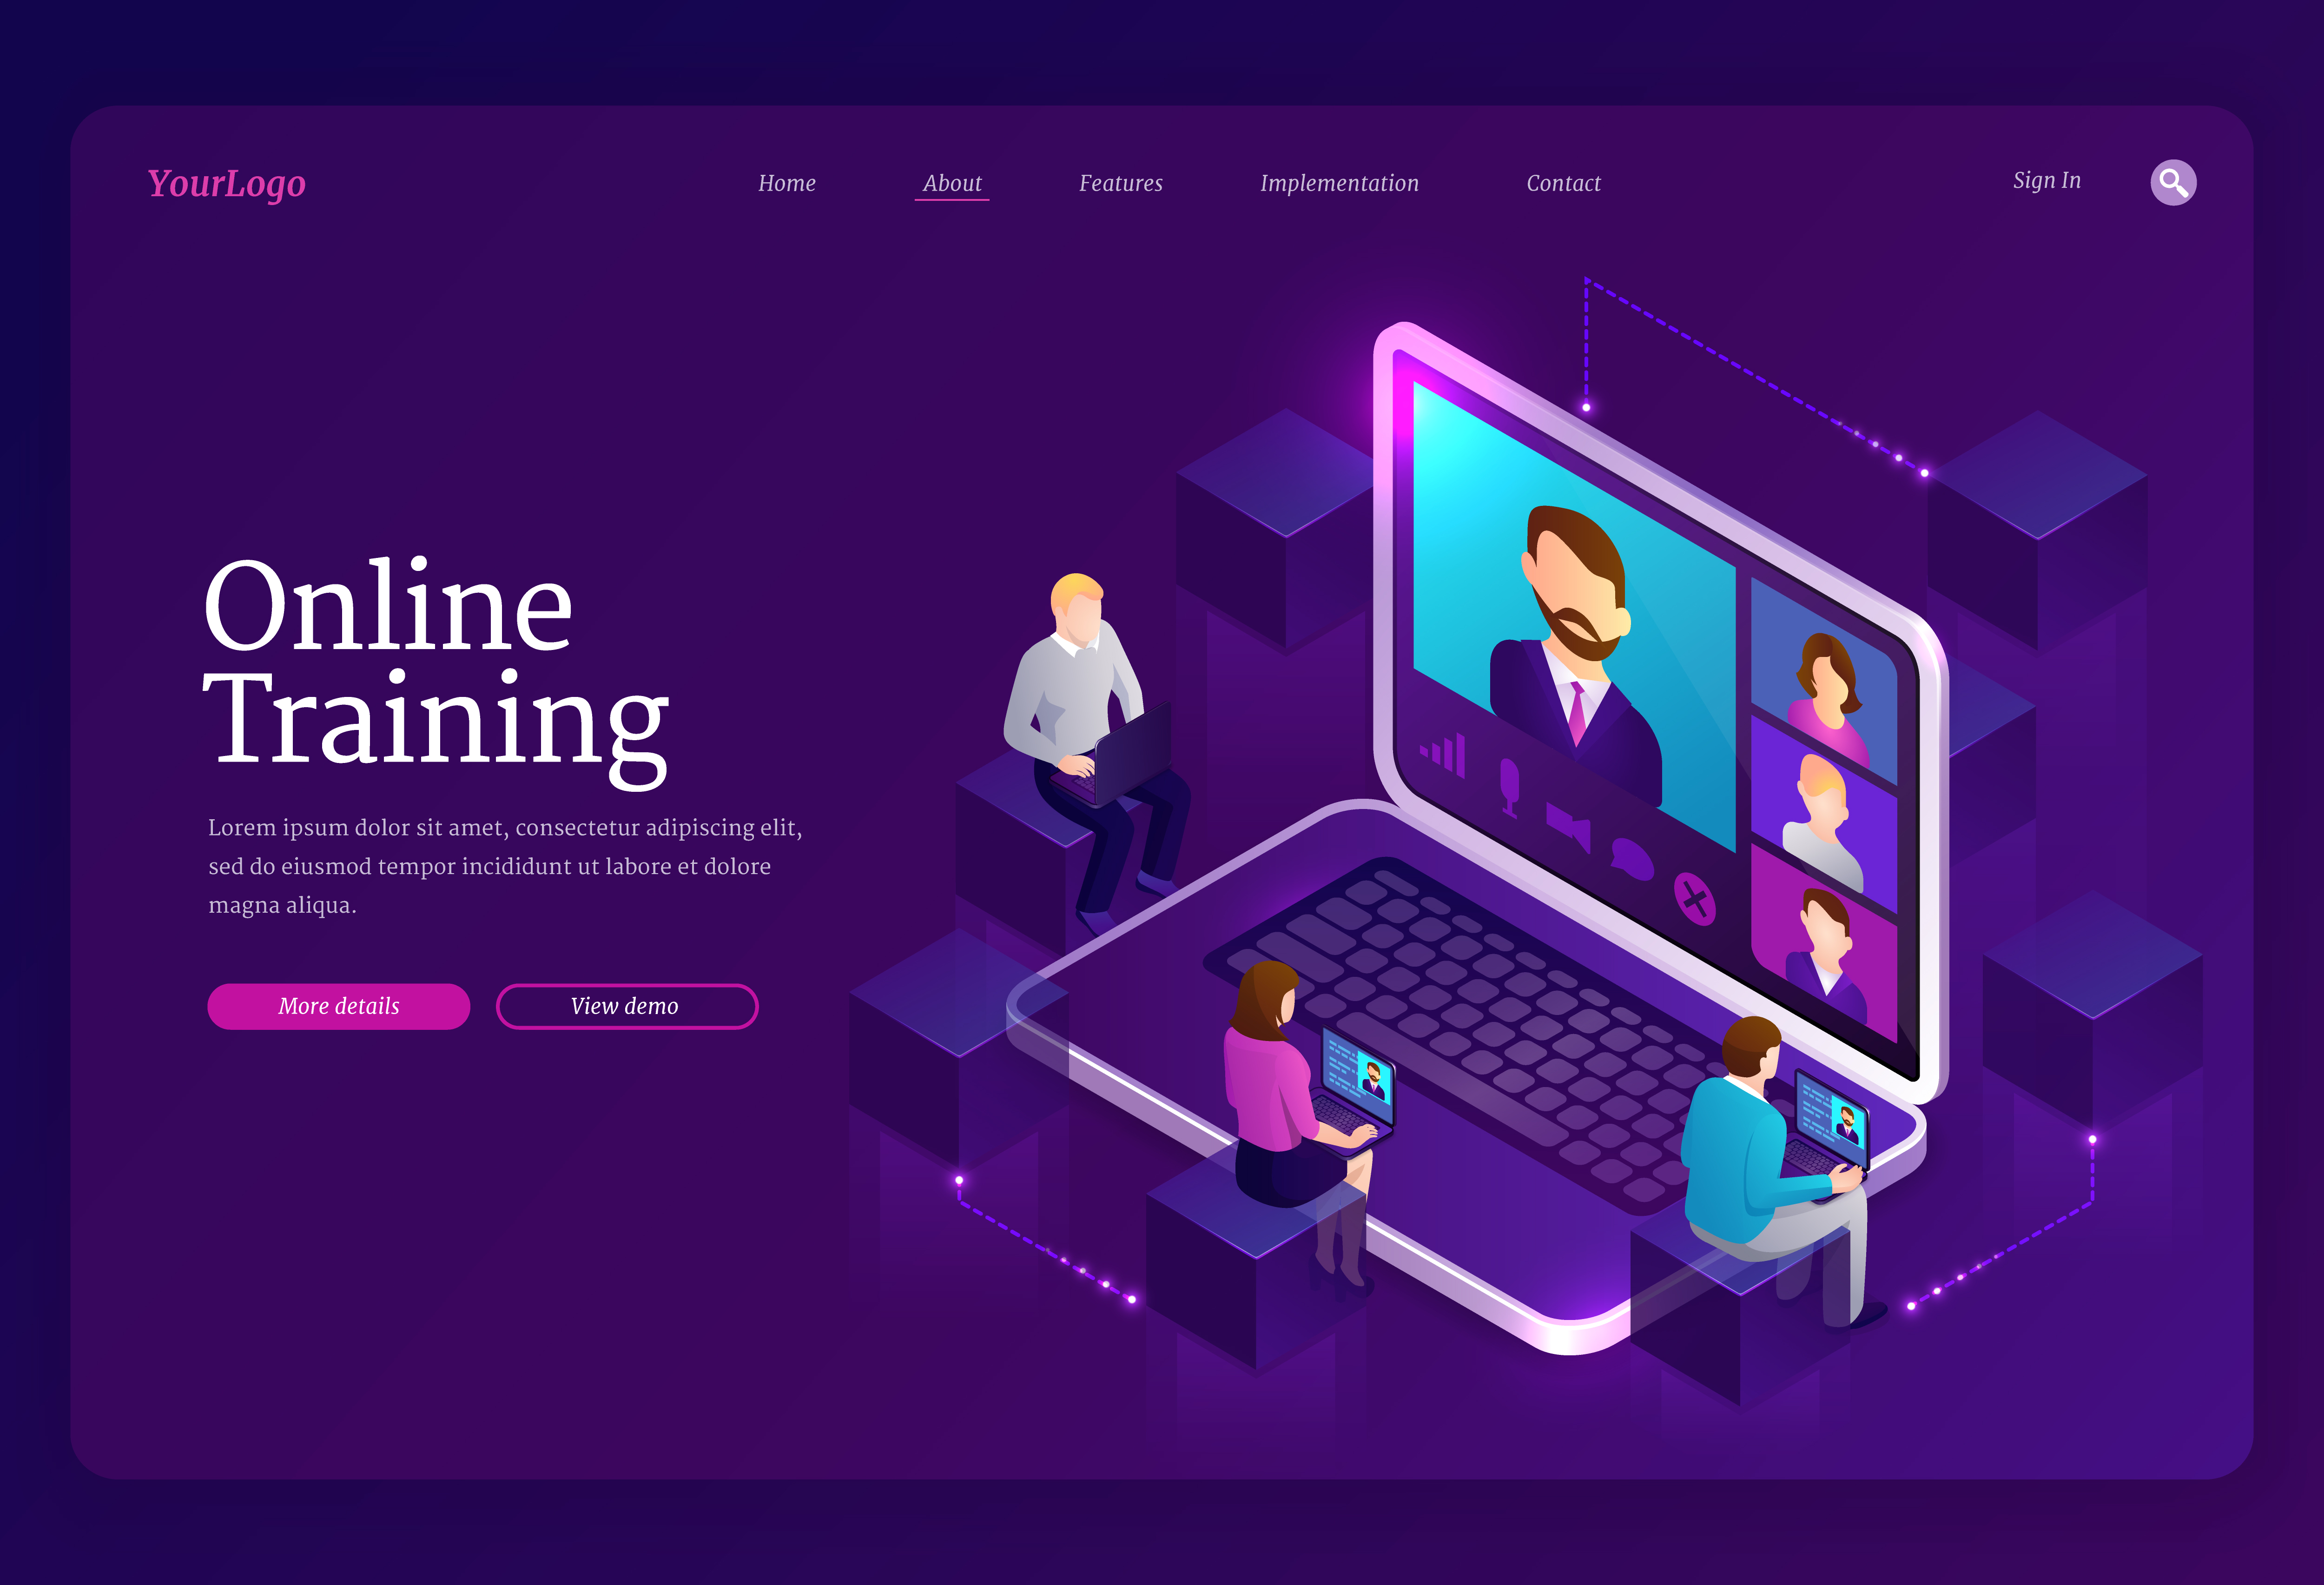 YourLogo
Home About Features Implementation Contact
Sign In
Online
Training
Lorem ipsum dolor sit amet, consectetur adipiscing elit,
sed do eiusmod tempor incididunt ut labore et dolore
magna aliqua.
More details View demo